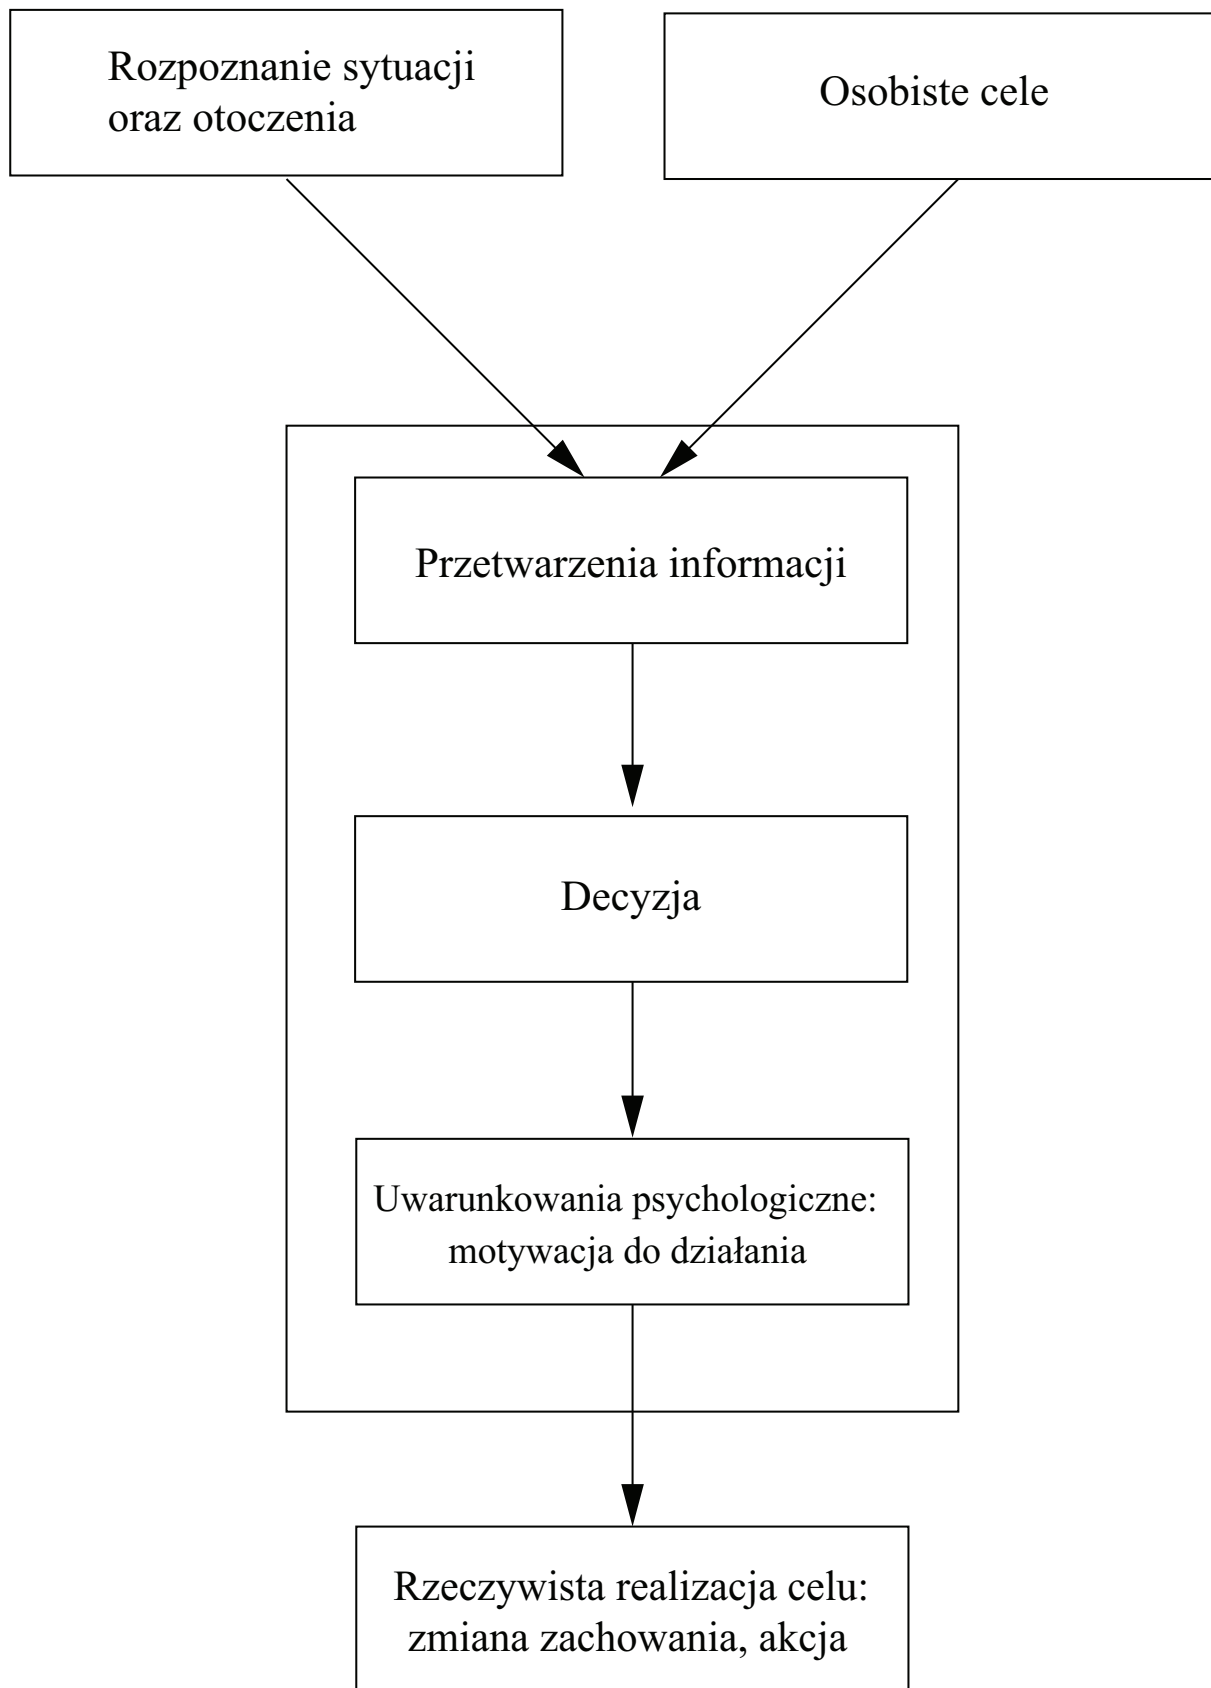 Rozpoznanie sytuacji
oraz otoczenia
Osobiste cele
Przetwarzenia informacji
Decyzja
Uwarunkowania psychologiczne:
motywacja do działania
Rzeczywista realizacja celu:
zmiana zachowania, akcja